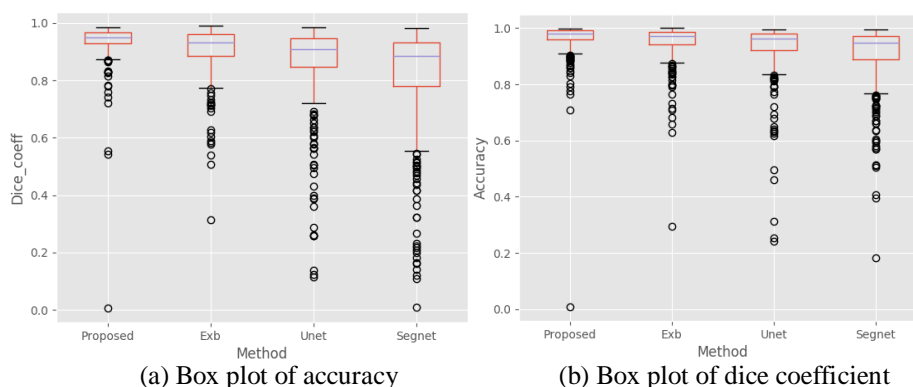 1.0
0.8
0.6
0.4
0.2
0.0
Dice_coeff
Proposed Exb Unet Segnet
Method
(a) Box plot of accuracy
1.0
0.8
0.6
0.4
0.2
0.0
Accuracy
Proposed Exb Unet Segnet
Method
(b) Box plot of dice coefficient